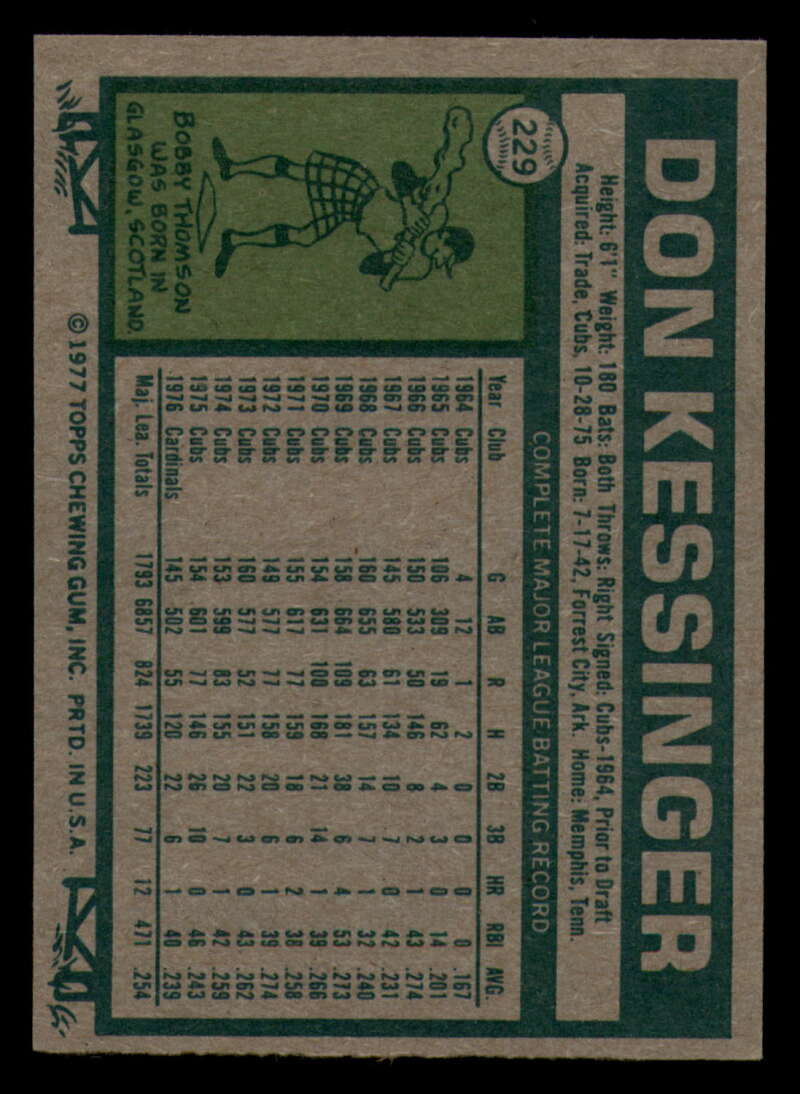 DON KESSINGER
Height: 6'1" Weight: 180 Bats: Both Throws: Right Signed: Cubs-1964, Prior to Draft
Acquired: Trade, Cubs, 10-28-75 Born: 7-17-42, Forrest City, Ark. Home: Memphis, Tenn.
229
BOBBY THOMSON
WAS BORN IN
GLASGOW, SCOTLAND.
COMPLETE MAJOR LEAGUE BATTING RECORD
Year Club G AB R H 2B 3B HR RBI AVG.
1964 Cubs 4 12 1 2 0 0 0 0 .167
1965 Cubs 106 309 19 62 4 3 0 14 .201
1966 Cubs 150 533 50 146 8 2 1 43 .274
1967 Cubs 145 580 61 134 10 7 0 42 .231
1968 Cubs 160 655 63 157 14 7 1 32 .240
1969 Cubs 158 664 109 181 38 6 4 53 .273
1970 Cubs 154 631 100 168 21 14 1 39 .266
1971 Cubs 155 617 77 159 18 6 2 38 .258
1972 Cubs 149 577 77 158 20 6 1 39 .274
1973 Cubs 160 577 52 151 22 3 0 43 .262
1974 Cubs 153 599 83 155 20 7 1 42 .259
1975 Cubs 154 601 77 146 26 10 0 46 .243
1976 Cardinals 145 502 55 120 22 6 1 40 .239
Maj. Lea. Totals 1793 6857 824 1739 223 77 12 471 .254
© 1977 TOPPS CHEWING GUM, INC. PRTD. IN U.S.A.